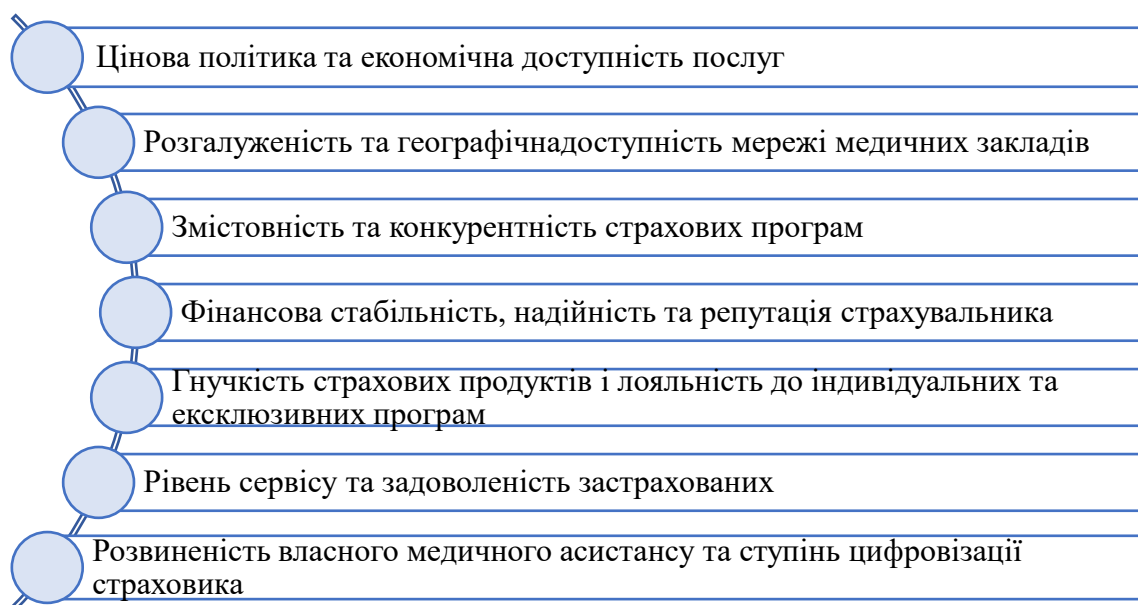 Цінова політика та економічна доступність послуг
Розгалуженість та географічнадоступність мережі медичних закладів
Змістовність та конкурентність страхових програм
Фінансова стабільність, надійність та репутація страхувальника
Гнучкість страхових продуктів і лояльність до індивідуальних та
ексклюзивних програм
Рівень сервісу та задоволеність застрахованих
Розвиненість власного медичного асистансу та ступінь цифровізації
страховика